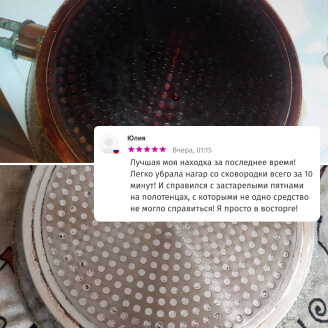 Юлия
Вчера, 01:15
Лучшая моя находка за последнее время!
Легко убрала нагар со сковородки всего за 10
минут! И справился с застарелыми пятнами
на полотенцах, с которыми не одно средство
не могло справиться! Я просто в восторге!